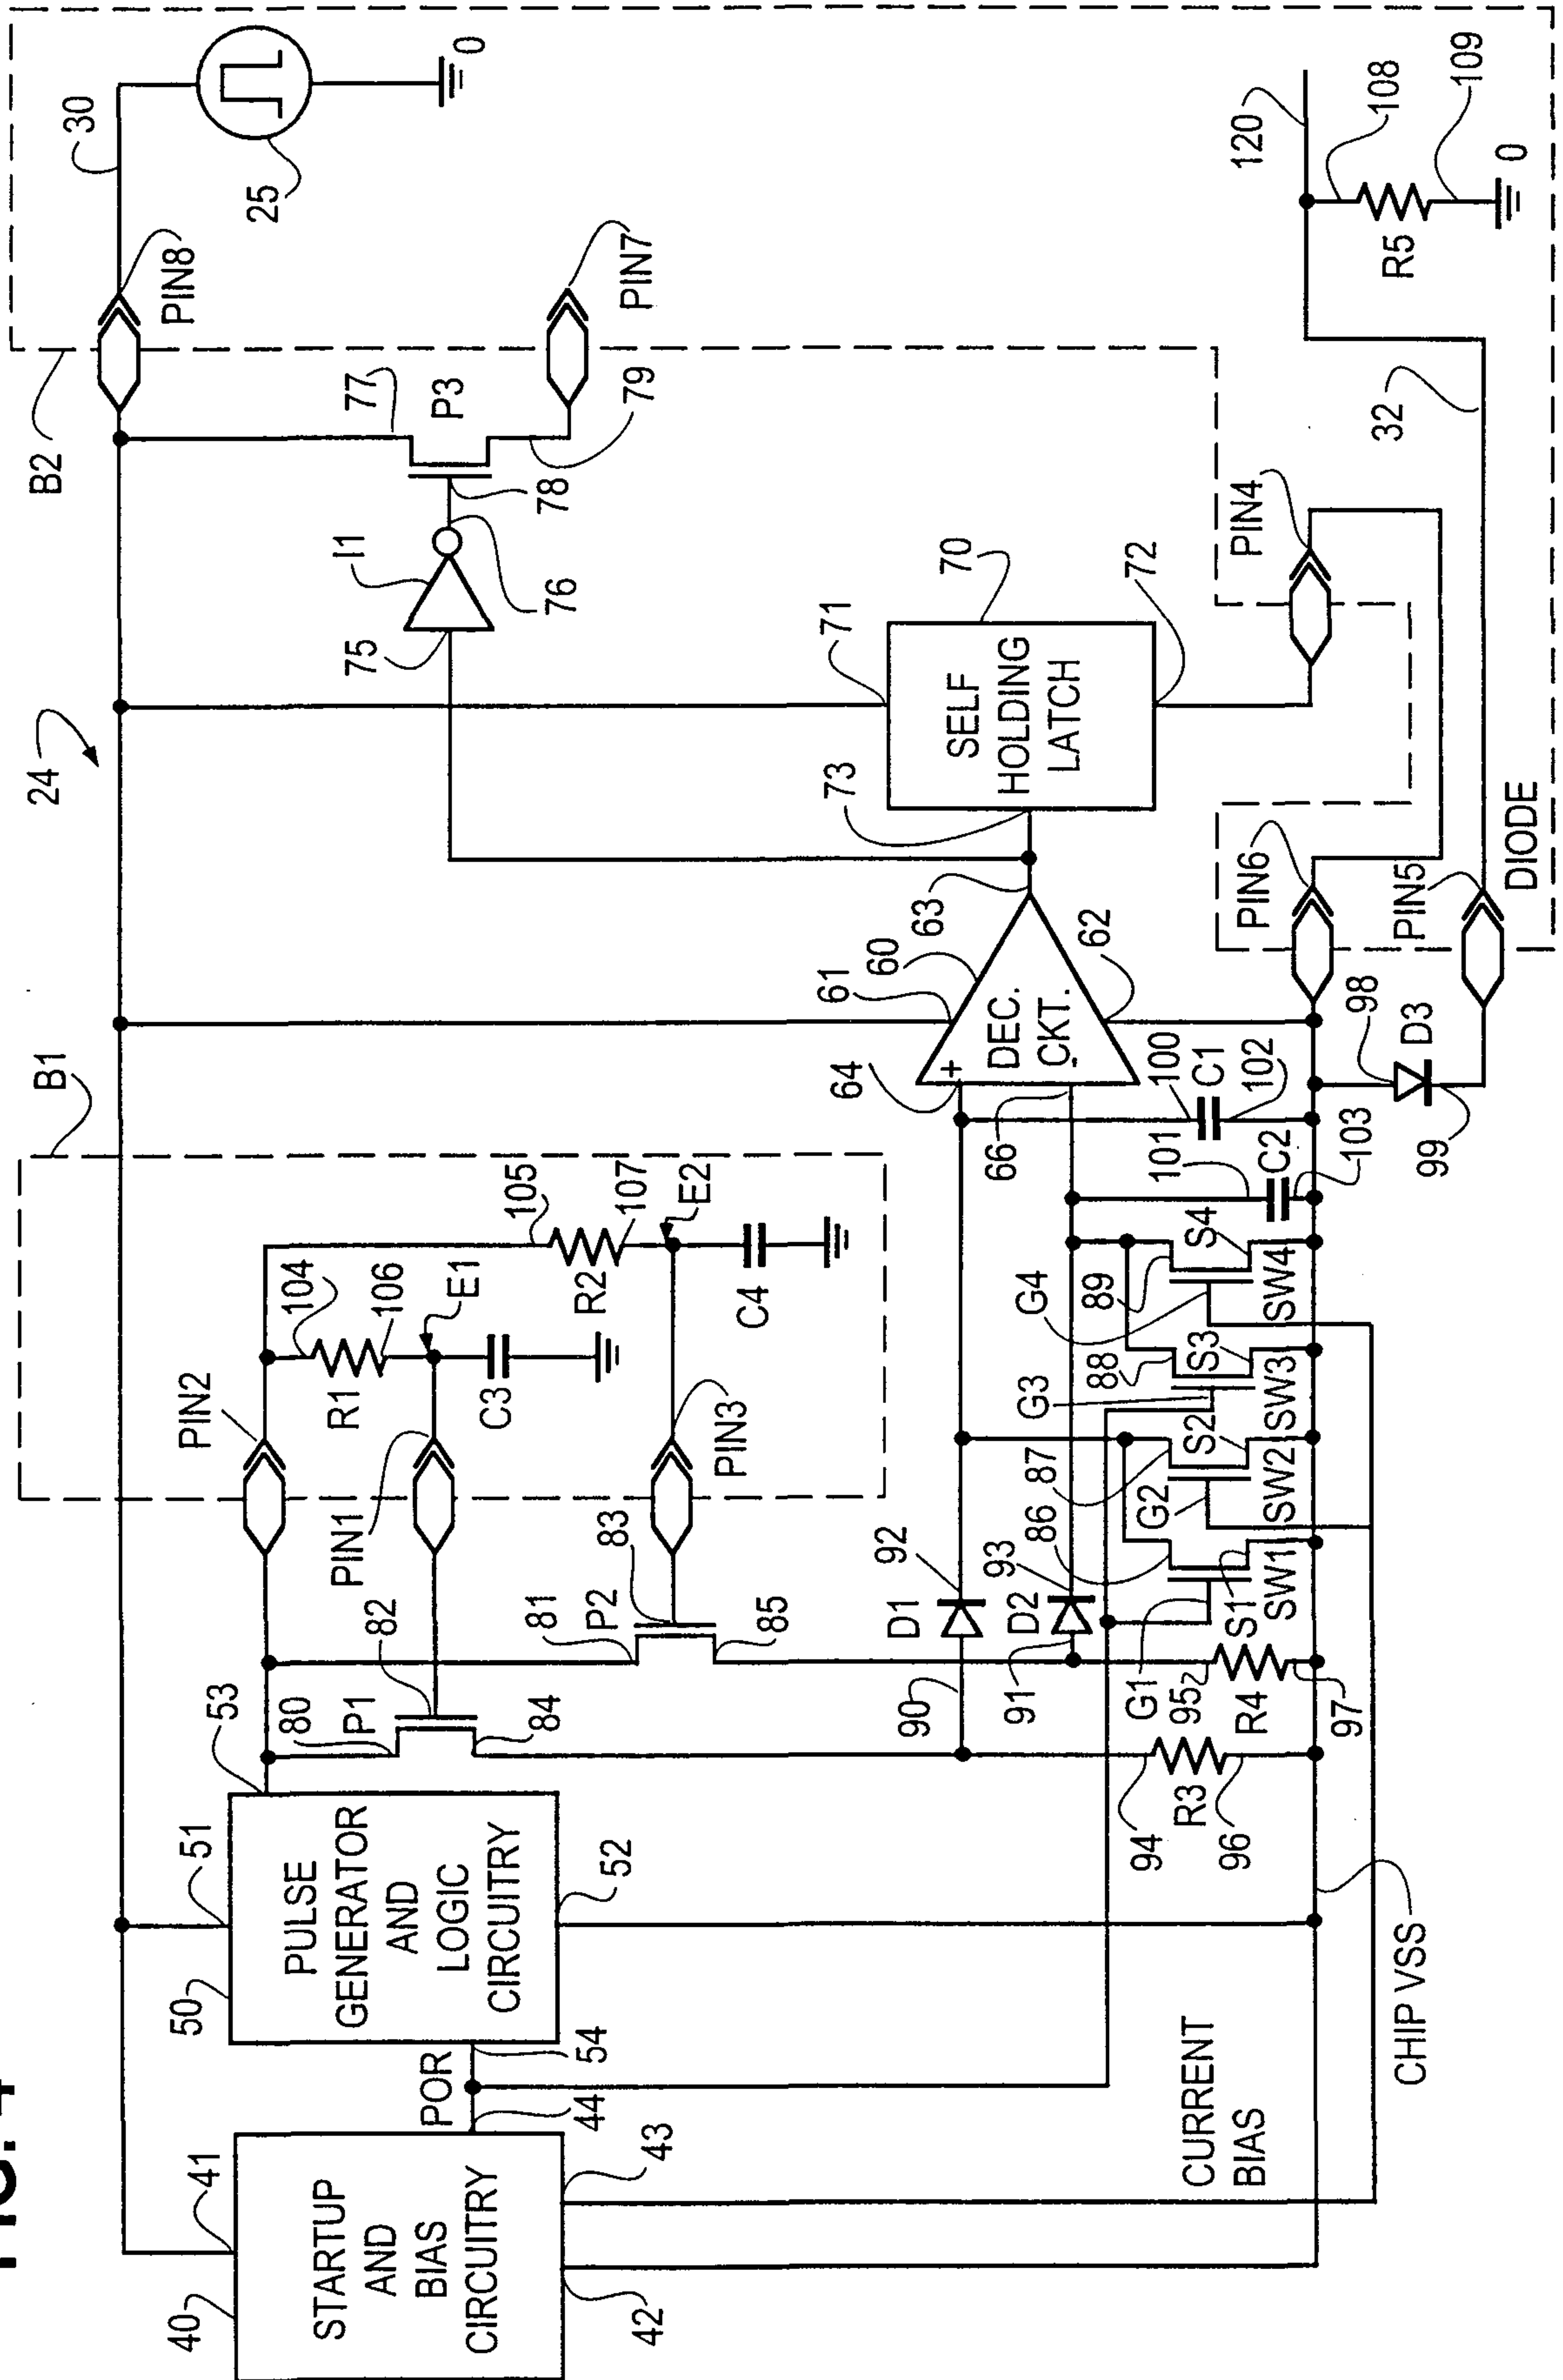 FIG. 4
24
B1
B2
PIN8
30
25
0
40
41
STARTUP
AND
BIAS
CIRCUITRY
42
43
44
POR
54
50
51
PULSE
GENERATOR
AND
LOGIC
CIRCUITRY
52
53
80
P1
82
84
81
P2
83
85
PIN2
PIN1
PIN3
104
R1
106
E1
C3
105
R2
107
E2
C4
I1
75
76
77
78
P3
79
PIN7
90
D1
92
91
D2
93
64
+
66
-
60
61
62
63
DEC.
CKT.
70
71
72
73
SELF
HOLDING
LATCH
100
C1
102
101
C2
103
94
R3
96
95
R4
97
G1
86
S1
SW1
G2
87
S2
SW2
G3
88
S3
SW3
G4
89
S4
SW4
98
D3
99
PIN6
PIN5
PIN4
DIODE
32
120
108
R5
109
0
CURRENT
BIAS
CHIP VSS